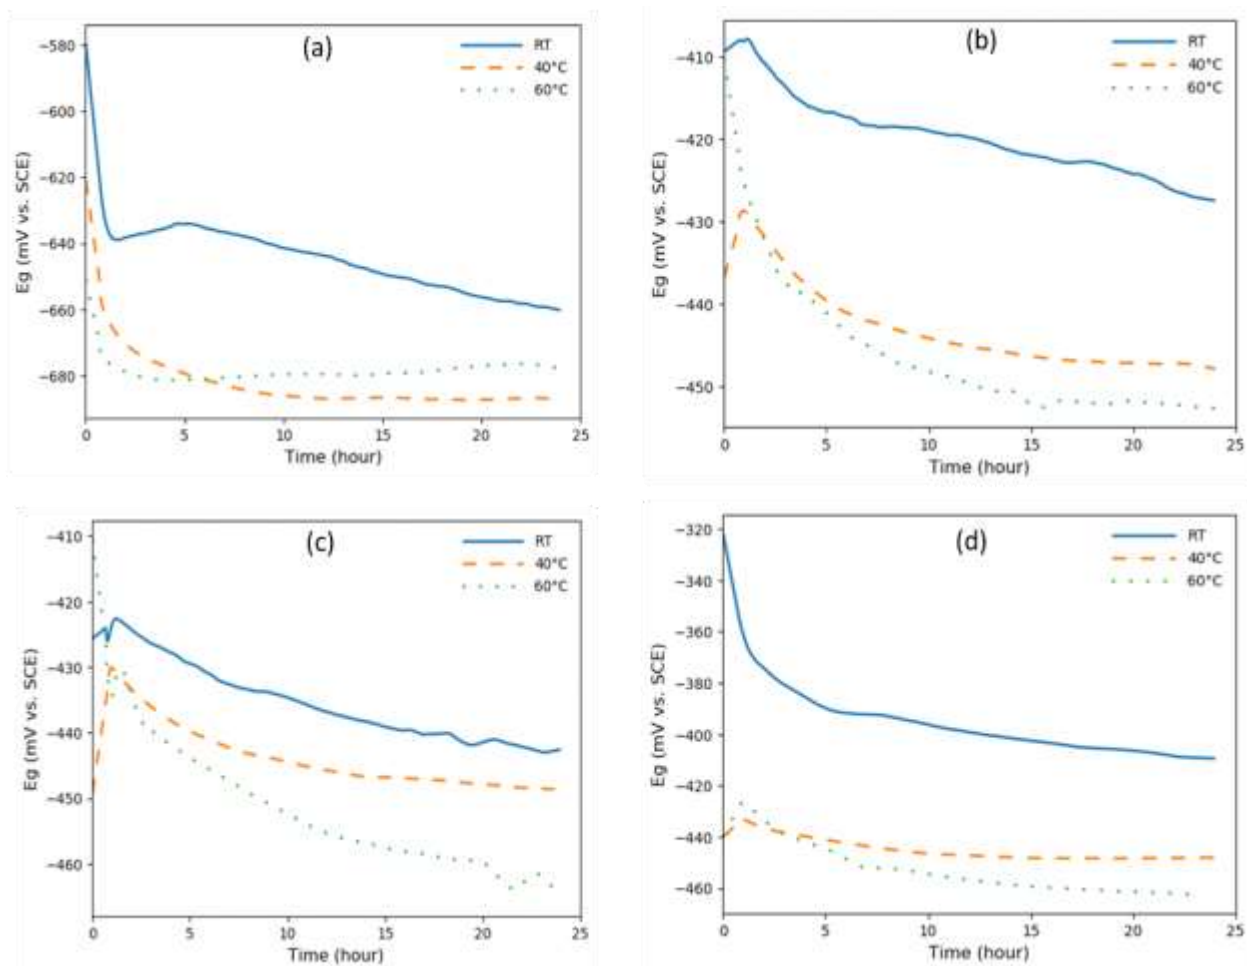 (a)
RT
40°C
60°C
−580
−600
−620
−640
−660
−680
0 5 10 15 20 25
Time (hour)
Eg (mV vs. SCE)
(b)
RT
40°C
60°C
−410
−420
−430
−440
−450
0 5 10 15 20 25
Time (hour)
Eg (mV vs. SCE)
(c)
RT
40°C
60°C
−410
−420
−430
−440
−450
−460
0 5 10 15 20 25
Time (hour)
Eg (mV vs. SCE)
(d)
RT
40°C
60°C
−320
−340
−360
−380
−400
−420
−440
−460
0 5 10 15 20 25
Time (hour)
Eg (mV vs. SCE)